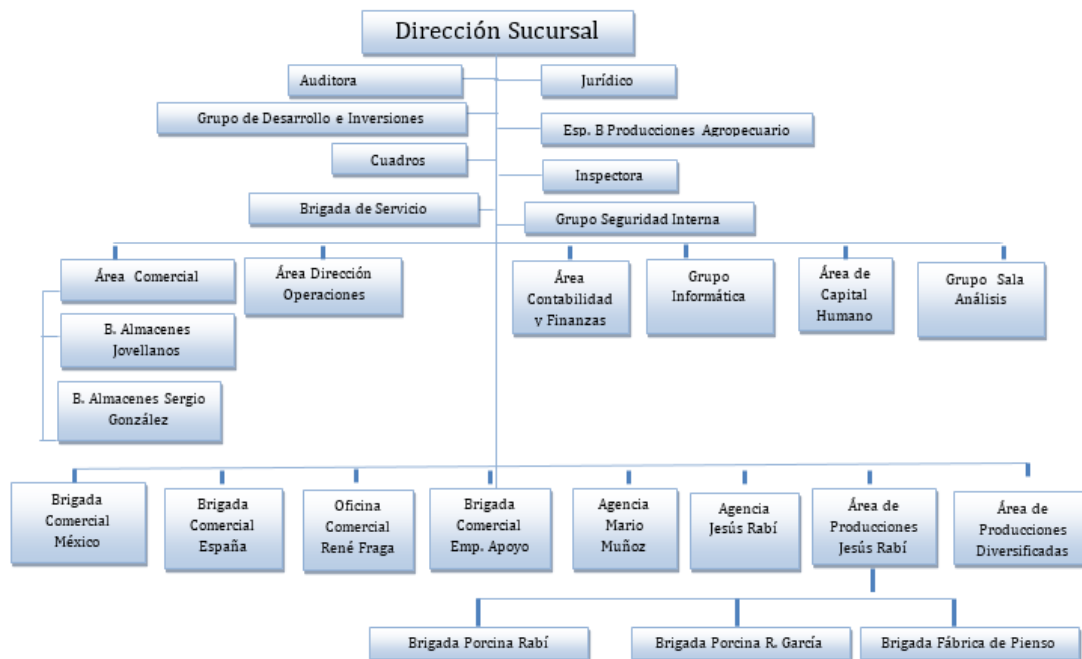 Dirección Sucursal
Auditora
Jurídico
Grupo de Desarrollo e Inversiones
Esp. B Producciones Agropecuario
Cuadros
Inspectora
Brigada de Servicio
Grupo Seguridad Interna
Área Comercial
Área Dirección
Operaciones
Área
Contabilidad
y Finanzas
Grupo
Informática
Área de
Capital
Humano
Grupo Sala
Análisis
B. Almacenes
Jovellanos
B. Almacenes Sergio
González
Brigada
Comercial
México
Brigada
Comercial
España
Oficina
Comercial
René Fraga
Brigada
Comercial
Emp. Apoyo
Agencia
Mario
Muñoz
Agencia
Jesús Rabí
Área de
Producciones
Jesús Rabí
Área de
Producciones
Diversificadas
Brigada Porcina Rabí
Brigada Porcina R. García
Brigada Fábrica de Pienso